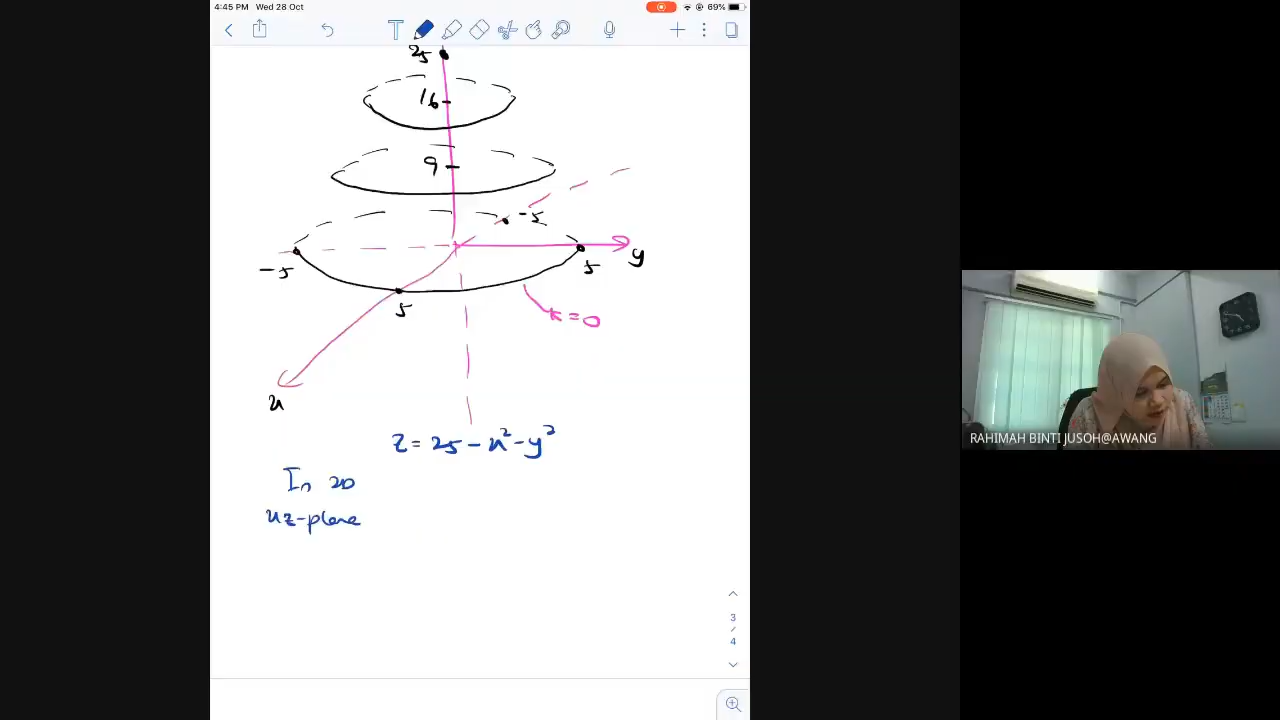 4:45 PM Wed 28 Oct
69%
T
25
16
9
-5
y
-5
5
5
k=0
x
z = 25 - x² - y²
In 2D
xz-plane
3
/
4
RAHIMAH BINTI JUSOH@AWANG